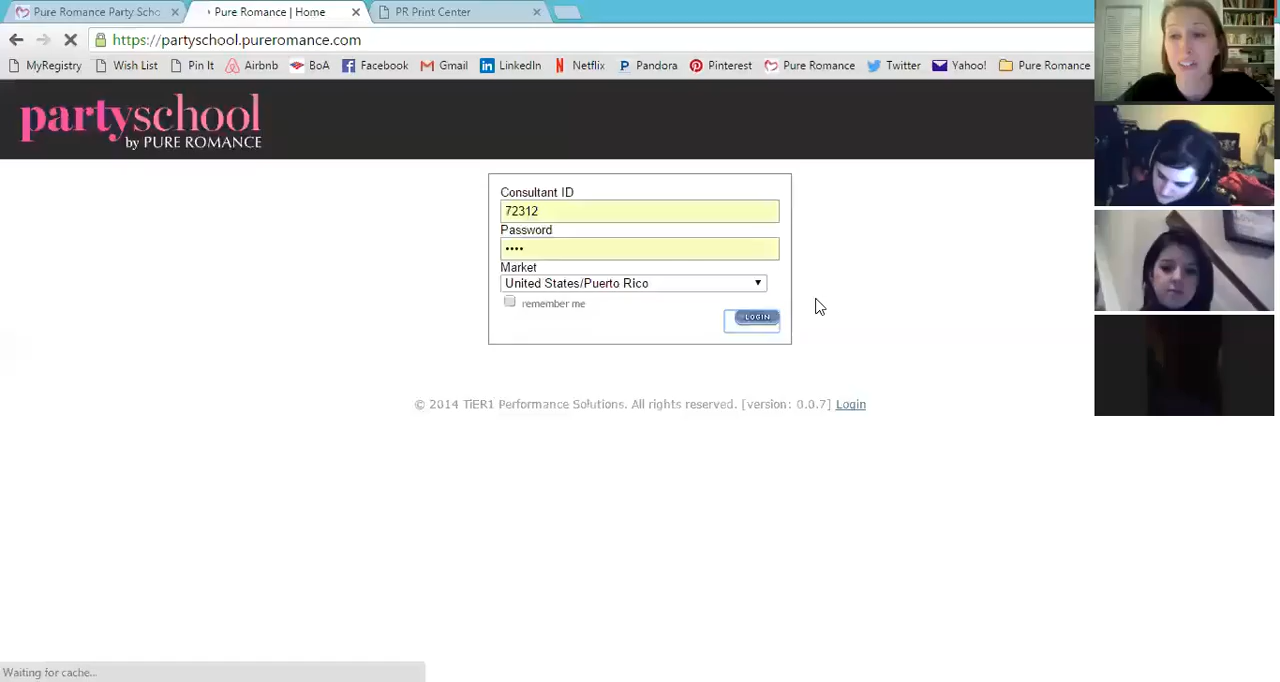 Pure Romance Party Scho
Pure Romance | Home
PR Print Center
https://partyschool.pureromance.com
MyRegistry
Wish List
Pin It
Airbnb
BoA
Facebook
Gmail
LinkedIn
Netflix
Pandora
Pinterest
Pure Romance
Twitter
Yahoo!
Pure Romance
partyschool
by PURE ROMANCE
Consultant ID
72312
Password
••••
Market
United States/Puerto Rico
remember me
LOGIN
© 2014 TiER1 Performance Solutions. All rights reserved. [version: 0.0.7] Login
Waiting for cache...